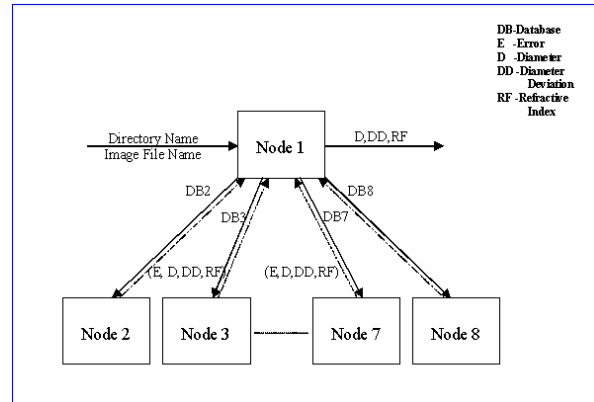 DB-Database
E -Error
D -Diameter
DD -Diameter
Deviation
RF -Refractive
Index
Directory Name
Image File Name
Node 1
D,DD,RF
DB2
DB3
DB7
DB8
(E, D,DD,RF)
(E,D,DD,RF)
Node 2
Node 3
Node 7
Node 8